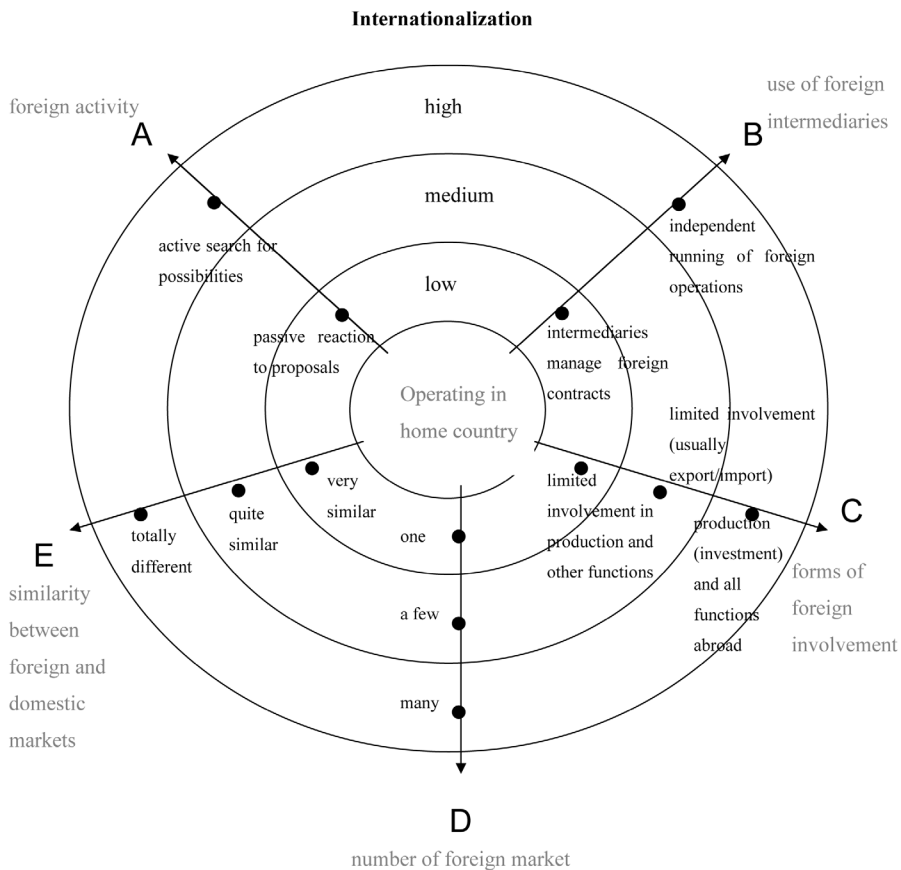 Internationalization
foreign activity
A
high
use of foreign
intermediaries
B
medium
active search for
possibilities
independent
running of foreign
operations
low
passive reaction
to proposals
intermediaries
manage foreign
contracts
Operating in
home country
limited involvement
(usually
export/import)
very
similar
quite
similar
totally
different
E
similarity
between
foreign and
domestic
markets
one
a few
many
limited
involvement in
production and
other functions
production
(investment)
and all
functions
abroad
C
forms of
foreign
involvement
D
number of foreign market